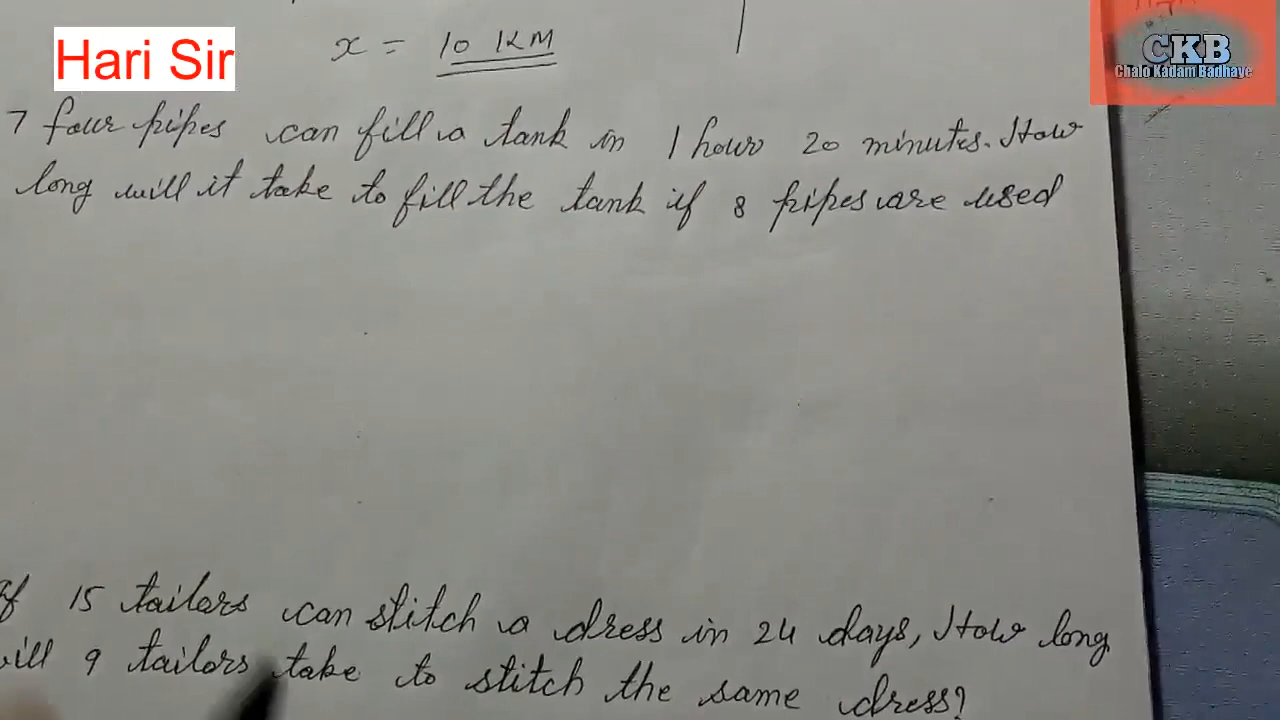 Hari Sir
CKB
Chalo Kadam Badhaye
x = 10 KM
7 four pipes can fill a tank in 1 hour 20 minutes. How
long will it take to fill the tank if 8 pipes are used
If 15 tailors can stitch a dress in 24 days, How long
will 9 tailors take to stitch the same dress?